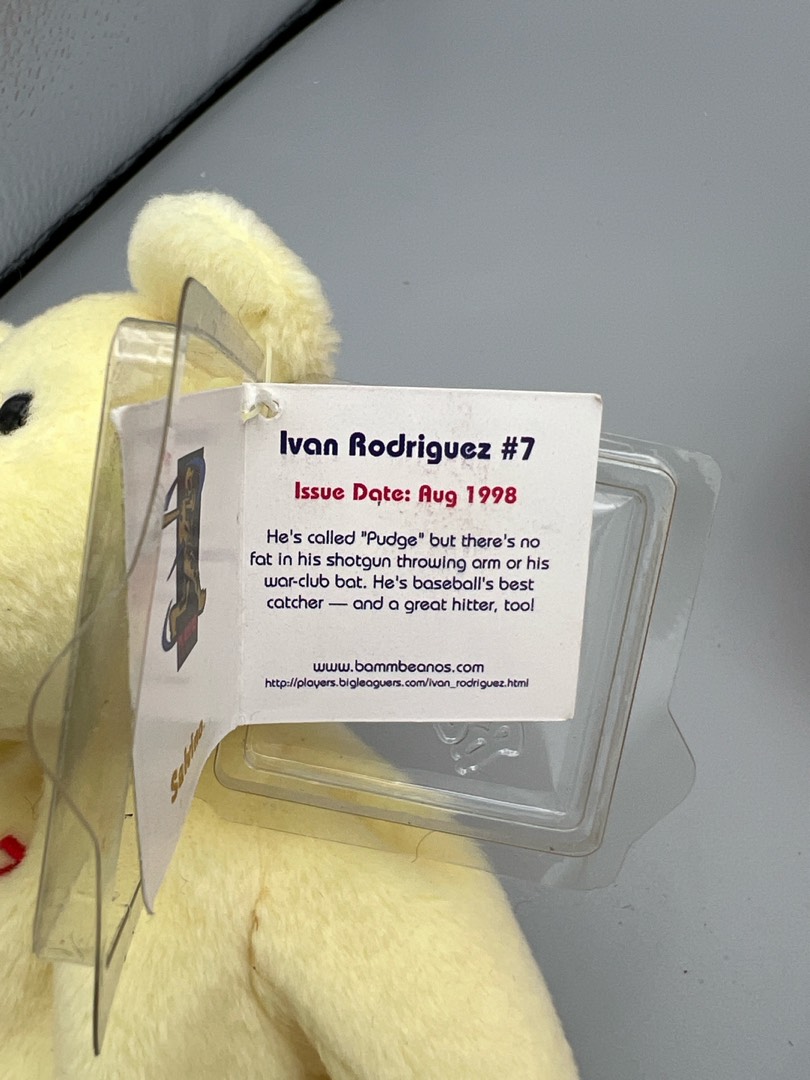 Ivan Rodriguez #7
Issue Date: Aug 1998
He's called "Pudge" but there's no
fat in his shotgun throwing arm or his
war-club bat. He's baseball's best
catcher — and a great hitter, too!
www.bammbeanos.com
http://players.bigleaguers.com/ivan_rodriguez.html